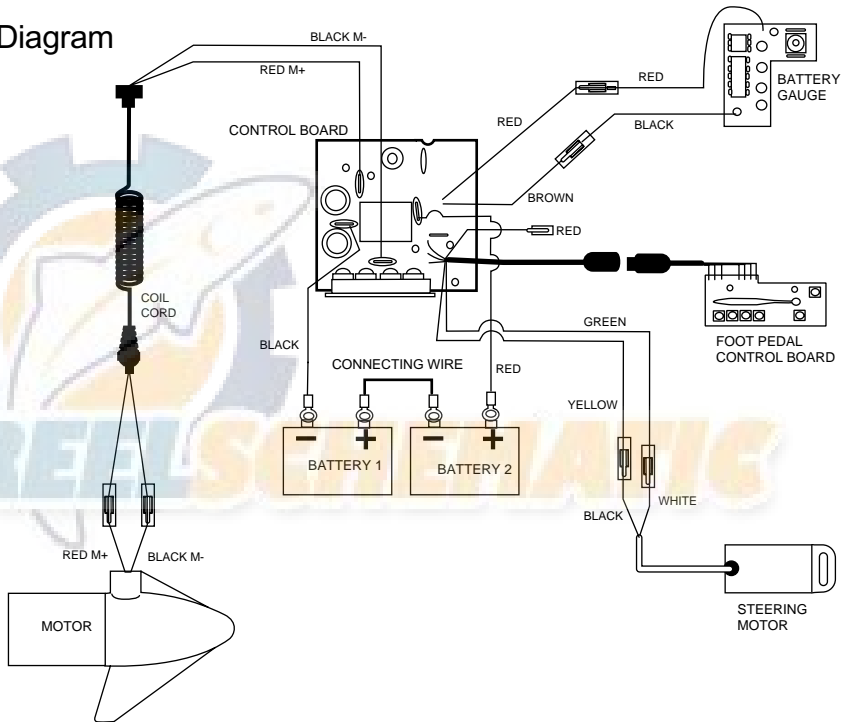 Diagram
BLACK M-
RED M+
CONTROL BOARD
RED
RED
BLACK
BROWN
RED
BATTERY
GAUGE
COIL
CORD
BLACK
CONNECTING WIRE
RED
GREEN
YELLOW
FOOT PEDAL
CONTROL BOARD
BATTERY 1
BATTERY 2
WHITE
BLACK
RED M+
BLACK M-
MOTOR
STEERING
MOTOR
REELSCHEMATIC